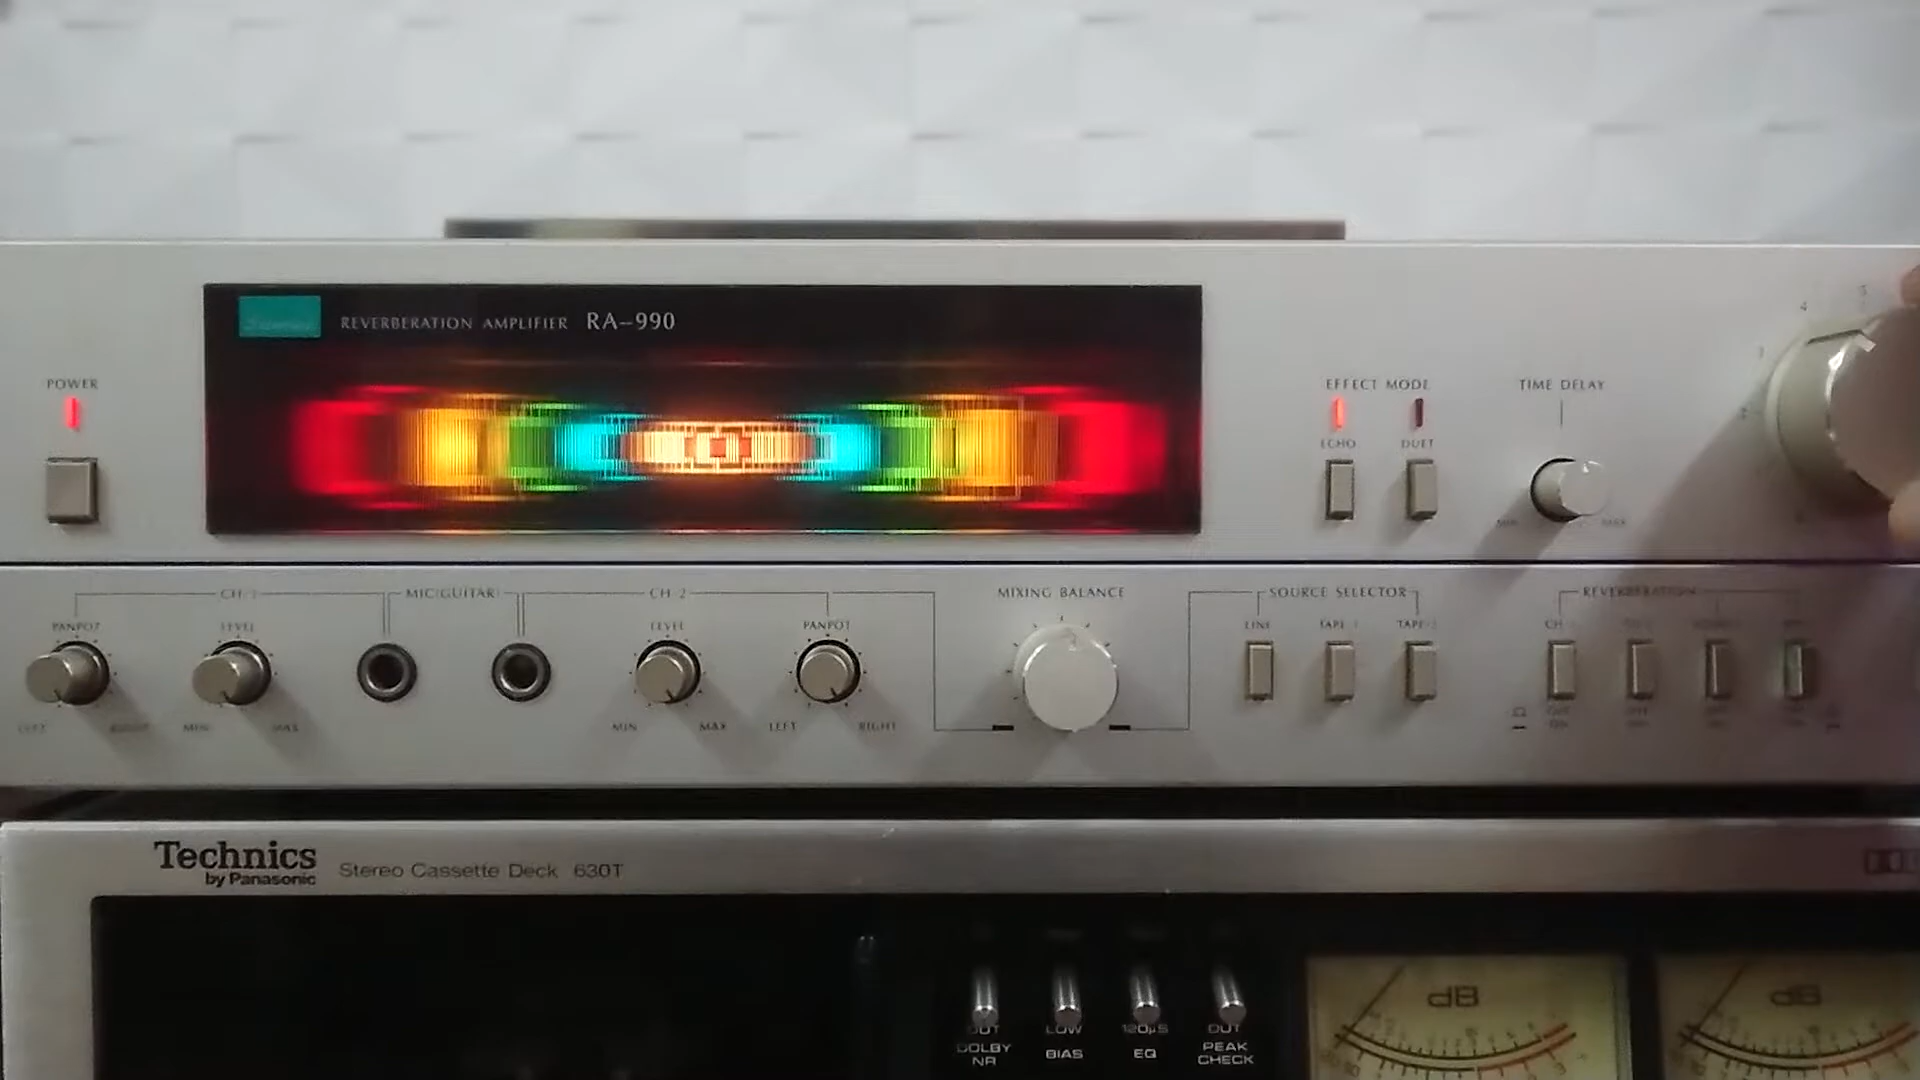 Sansui REVERBERATION AMPLIFIER RA-990
POWER
EFFECT MODE
TIME DELAY
ECHO DUET
MIN MAX
4 5
CH-1 MIC(GUITAR) CH-2
MIXING BALANCE
SOURCE SELECTOR
REVERBERATION
PANPOT LEVEL LEVEL PANPOT
LINE TAPE-1 TAPE-2
LEFT RIGHT MIN MAX MIN MAX LEFT RIGHT
Technics
by Panasonic
Stereo Cassette Deck 630T
OUT LOW 120µS OUT
DOLBY NR BIAS EQ PEAK CHECK
dB dB